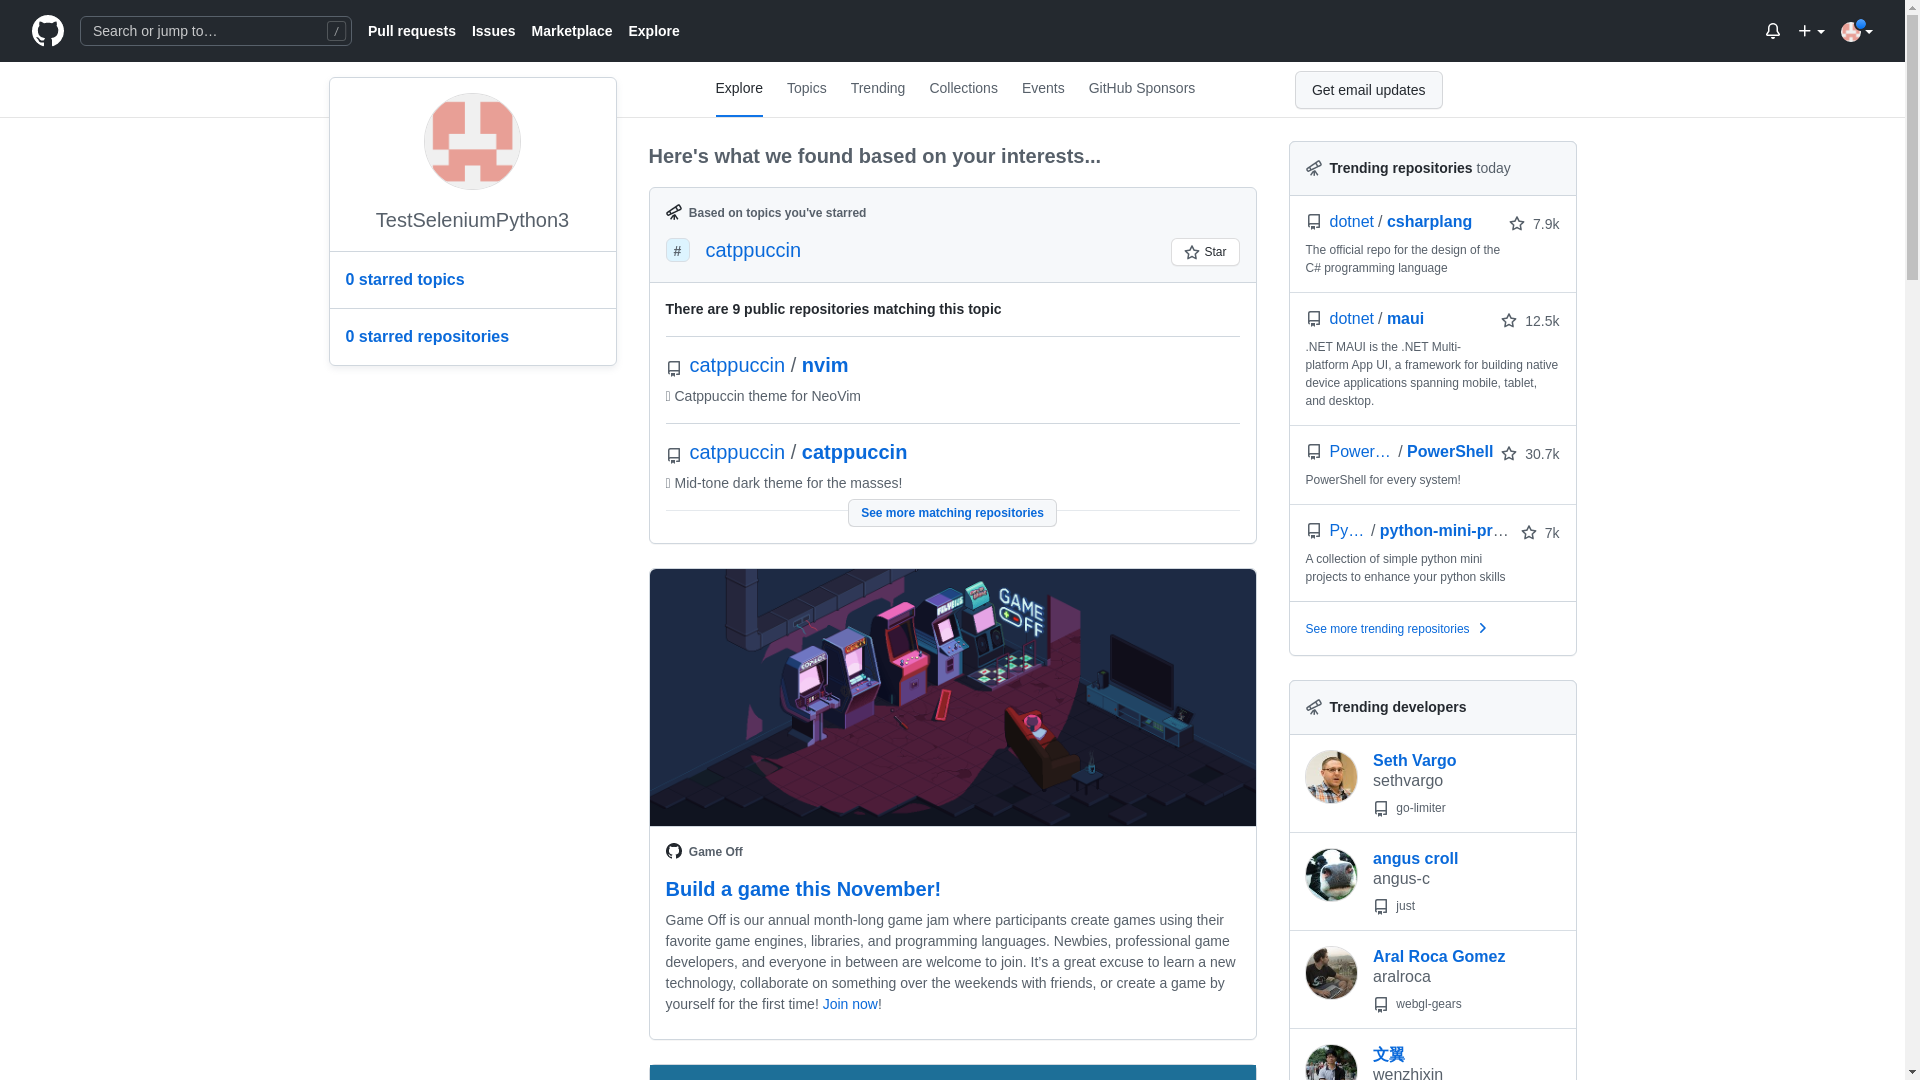 Search or jump to…
/
Pull requests
Issues
Marketplace
Explore
TestSeleniumPython3
0 starred topics
0 starred repositories
Explore
Topics
Trending
Collections
Events
GitHub Sponsors
Get email updates
Here's what we found based on your interests...
Based on topics you've starred
# catppuccin
Star
There are 9 public repositories matching this topic
catppuccin / nvim
Catppuccin theme for NeoVim
catppuccin / catppuccin
Mid-tone dark theme for the masses!
See more matching repositories
GAME
OFF
Game Off
Build a game this November!
Game Off is our annual month-long game jam where participants create games using their
favorite game engines, libraries, and programming languages. Newbies, professional game
developers, and everyone in between are welcome to join. It's a great excuse to learn a new
technology, collaborate on something over the weekends with friends, or create a game by
yourself for the first time! Join now!
Trending repositories today
dotnet / csharplang
7.9k
The official repo for the design of the
C# programming language
dotnet / maui
12.5k
.NET MAUI is the .NET Multi-
platform App UI, a framework for building native
device applications spanning mobile, tablet,
and desktop.
Power… / PowerShell
30.7k
PowerShell for every system!
Py… / python-mini-pr…
7k
A collection of simple python mini
projects to enhance your python skills
See more trending repositories
Trending developers
Seth Vargo
sethvargo
go-limiter
angus croll
angus-c
just
Aral Roca Gomez
aralroca
webgl-gears
文翼
wenzhixin